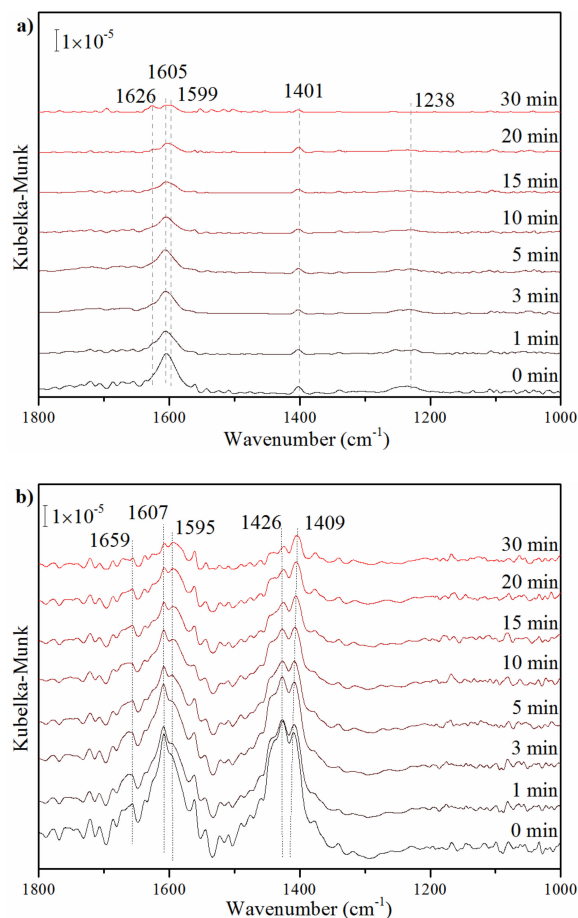 a)
1×10⁻⁵
1605
1626
1599
1401
1238
30 min
20 min
15 min
10 min
5 min
3 min
1 min
0 min
Kubelka-Munk
1800
1600
1400
1200
1000
Wavenumber (cm⁻¹)
b)
1×10⁻⁵
1607
1426
1409
1659
1595
30 min
20 min
15 min
10 min
5 min
3 min
1 min
0 min
Kubelka-Munk
1800
1600
1400
1200
1000
Wavenumber (cm⁻¹)